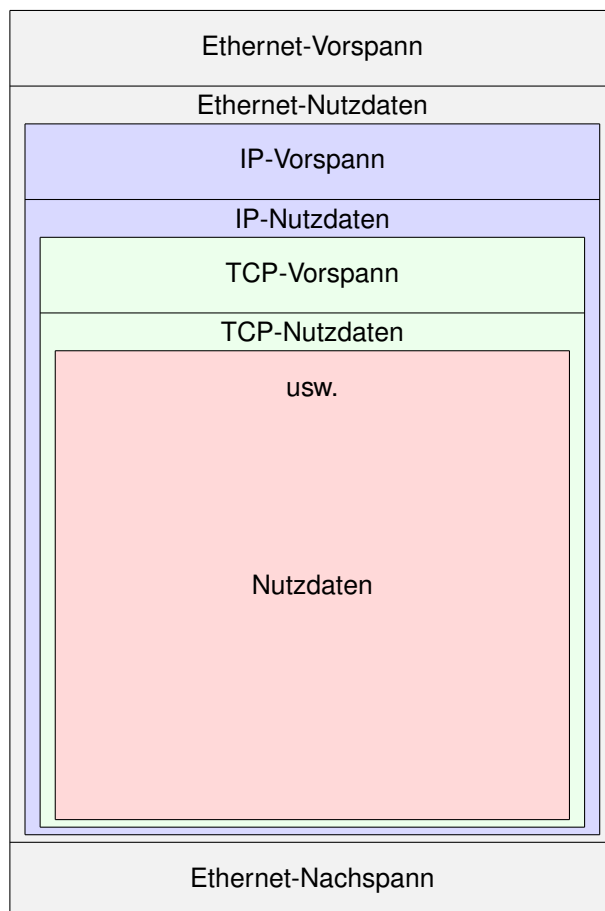 Ethernet-Vorspann
Ethernet-Nutzdaten
IP-Vorspann
IP-Nutzdaten
TCP-Vorspann
TCP-Nutzdaten
usw.
Nutzdaten
Ethernet-Nachspann